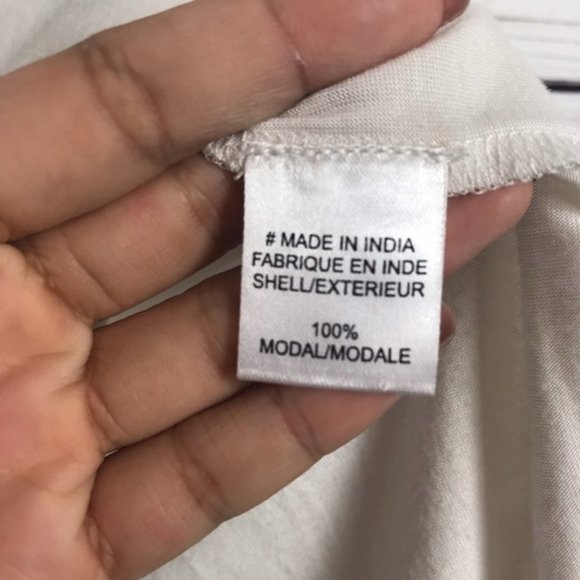 # MADE IN INDIA
FABRIQUE EN INDE
SHELL/EXTERIEUR
100%
MODAL/MODALE